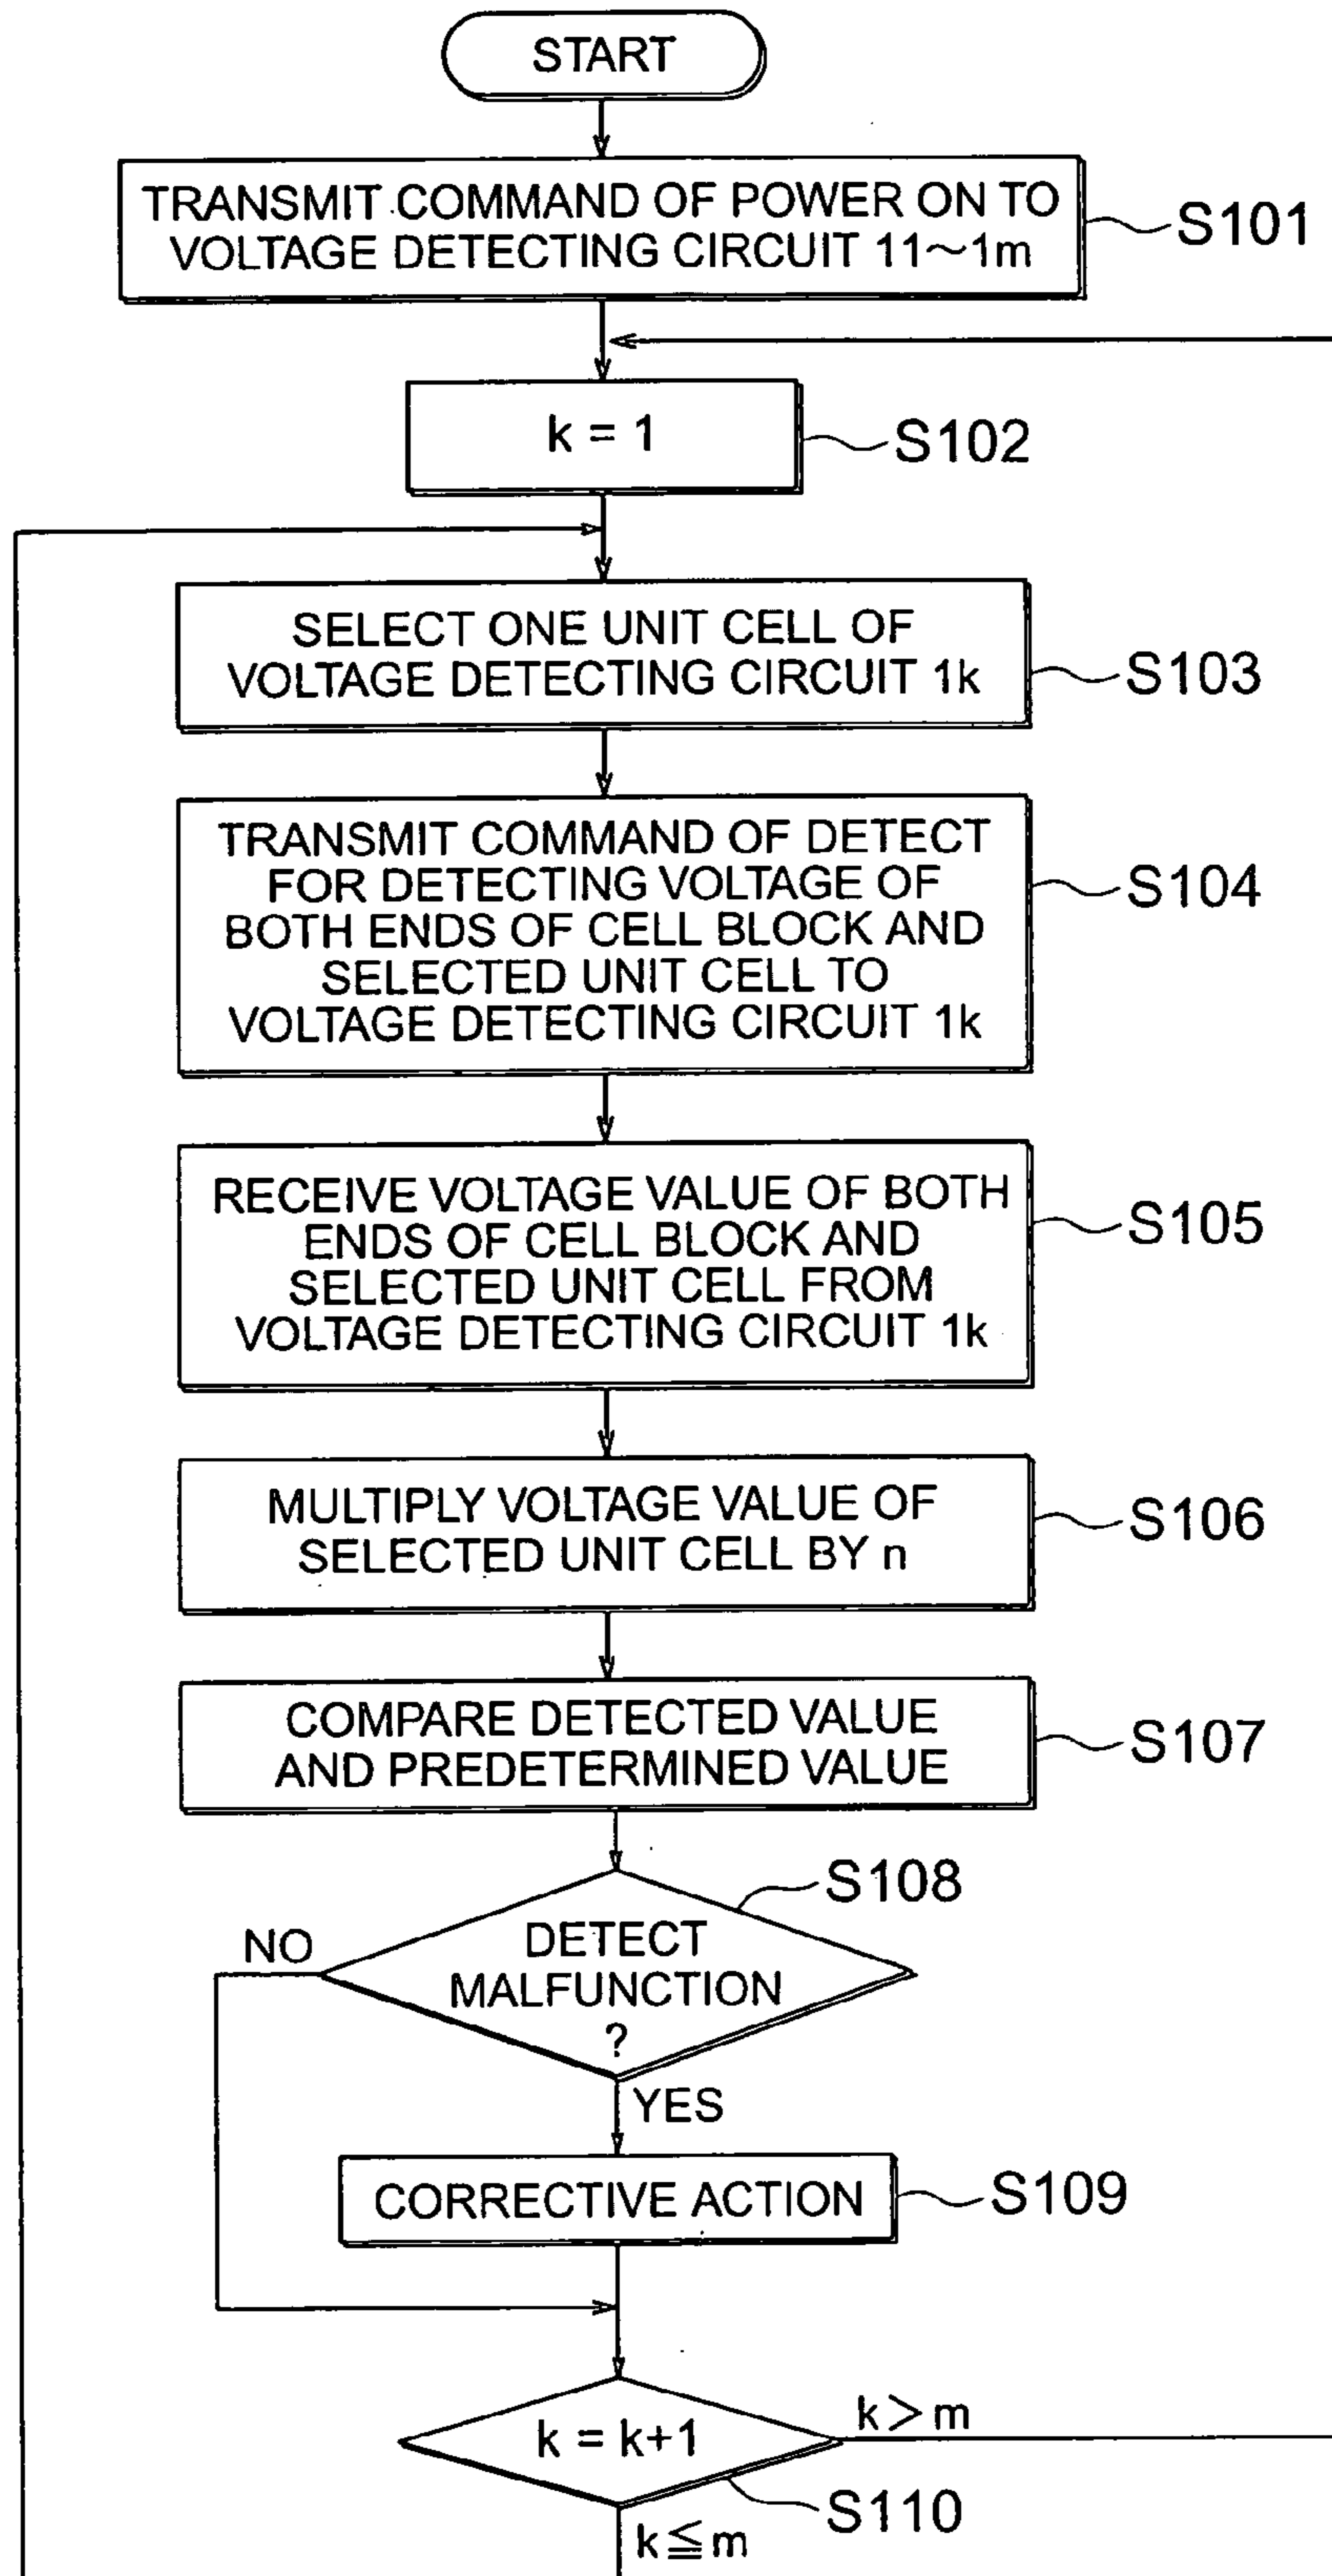 START
TRANSMIT COMMAND OF POWER ON TO
VOLTAGE DETECTING CIRCUIT 11～1m
S101
k = 1
S102
SELECT ONE UNIT CELL OF
VOLTAGE DETECTING CIRCUIT 1k
S103
TRANSMIT COMMAND OF DETECT
FOR DETECTING VOLTAGE OF
BOTH ENDS OF CELL BLOCK AND
SELECTED UNIT CELL TO
VOLTAGE DETECTING CIRCUIT 1k
S104
RECEIVE VOLTAGE VALUE OF BOTH
ENDS OF CELL BLOCK AND
SELECTED UNIT CELL FROM
VOLTAGE DETECTING CIRCUIT 1k
S105
MULTIPLY VOLTAGE VALUE OF
SELECTED UNIT CELL BY n
S106
COMPARE DETECTED VALUE
AND PREDETERMINED VALUE
S107
S108
NO
DETECT
MALFUNCTION
?
YES
CORRECTIVE ACTION
S109
k = k+1
k＞m
S110
k≦m